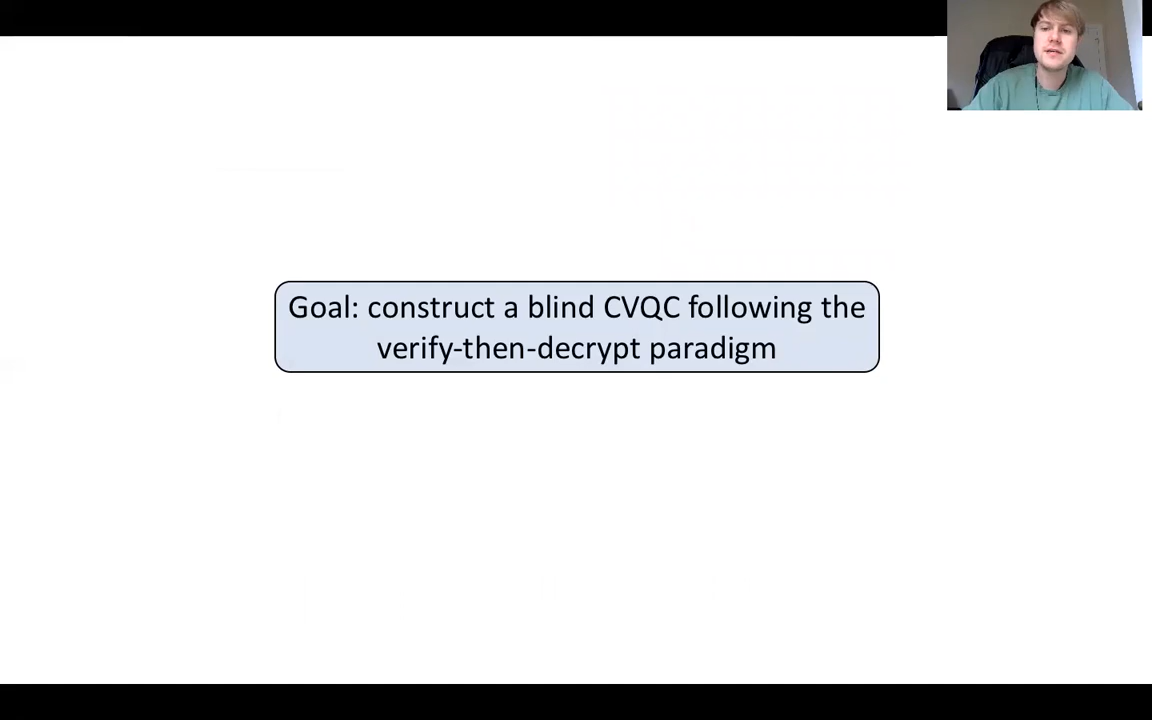 Goal: construct a blind CVQC following the
verify-then-decrypt paradigm